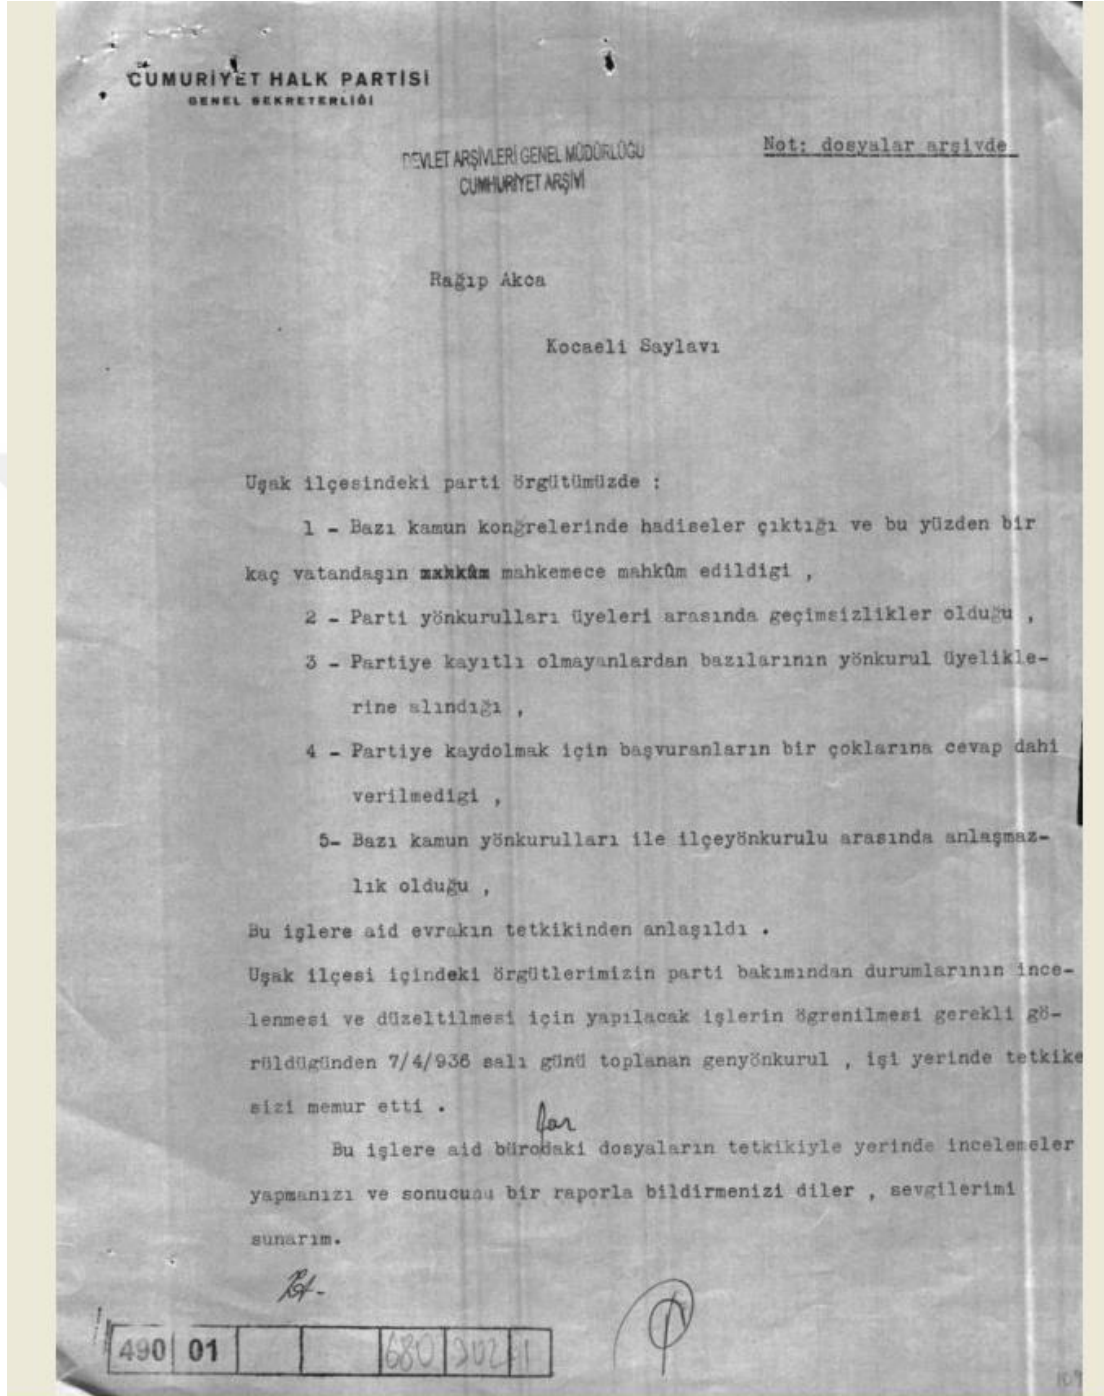 CUMURİYET HALK PARTİSİ
GENEL SEKRETERLİĞİ
Not: dosyalar arşivde
DEVLET ARŞİVLERİ GENEL MÜDÜRLÜĞÜ
CUMHURİYET ARŞİVİ
Rağıp Akca
Kocaeli Saylavı
Uşak ilçesindeki parti örgütümüzde :
1 - Bazı kamun kongrelerinde hadiseler çıktığı ve bu yüzden bir
kaç vatandaşın mahkemece mahkûm edildigi ,
2 - Parti yönkurulları üyeleri arasında geçimsizlikler olduğu ,
3 - Partiye kayıtlı olmayanlardan bazılarının yönkurul üyelikle-
rine alındığı ,
4 - Partiye kaydolmak için başvuranların bir çoklarına cevap dahi
verilmedigi ,
5- Bazı kamun yönkurulları ile ilçeyönkurulu arasında anlaşmaz-
lık olduğu ,
Bu işlere aid evrakın tetkikinden anlaşıldı .
Uşak ilçesi içindeki örgütlerimizin parti bakımından durumlarının ince-
lenmesi ve düzeltilmesi için yapılacak işlerin ögrenilmesi gerekli gö-
rüldügünden 7/4/936 salı günü toplanan genyönkurul , işi yerinde tetkike
sizi memur etti .
Bu işlere aid bürodaki dosyaların tetkikiyle yerinde incelemeler
yapmanızı ve sonucunu bir raporla bildirmenizi diler , sevgilerimi
sunarım.
490 01 680 302 1